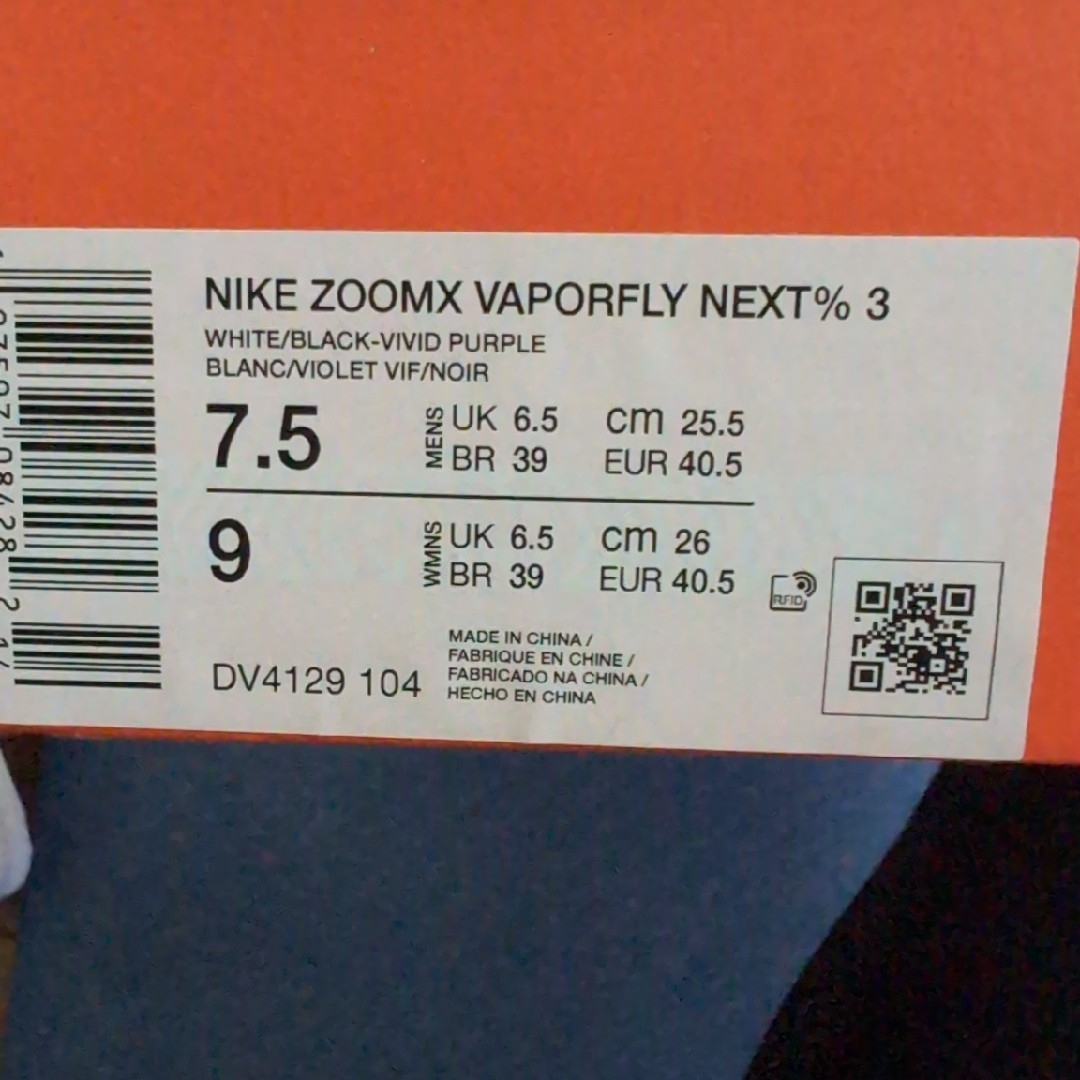 NIKE ZOOMX VAPORFLY NEXT% 3
WHITE/BLACK-VIVID PURPLE
BLANC/VIOLET VIF/NOIR
7.5 MENS UK 6.5 cm 25.5
BR 39 EUR 40.5
9 WMNS UK 6.5 cm 26
BR 39 EUR 40.5
RFID
MADE IN CHINA /
FABRIQUE EN CHINE /
FABRICADO NA CHINA /
HECHO EN CHINA
DV4129 104